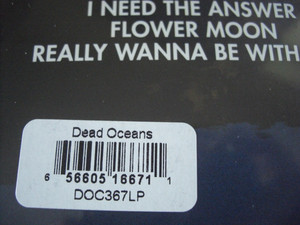 I NEED THE ANSWER
FLOWER MOON
REALLY WANNA BE WITH
Dead Oceans
6 56605 16671 1
DOC367LP